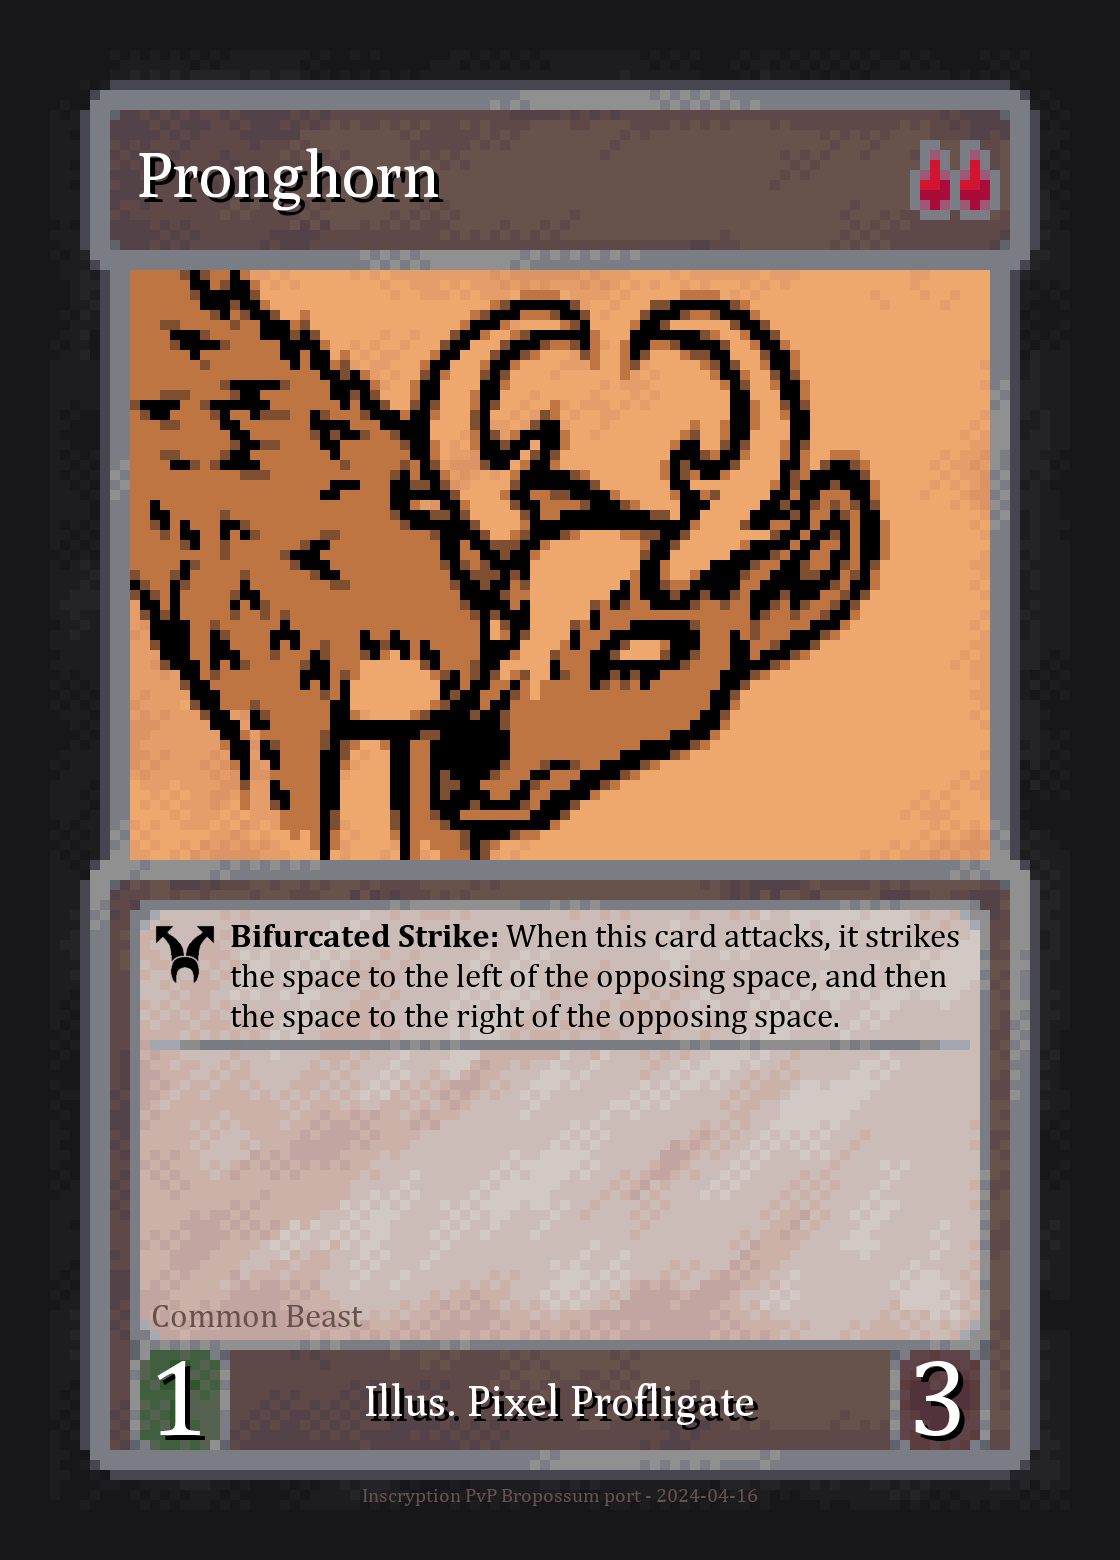 Pronghorn
Bifurcated Strike: When this card attacks, it strikes
the space to the left of the opposing space, and then
the space to the right of the opposing space.
Common Beast
1
Illus. Pixel Profligate
3
Inscryption PvP Bropossum port - 2024-04-16